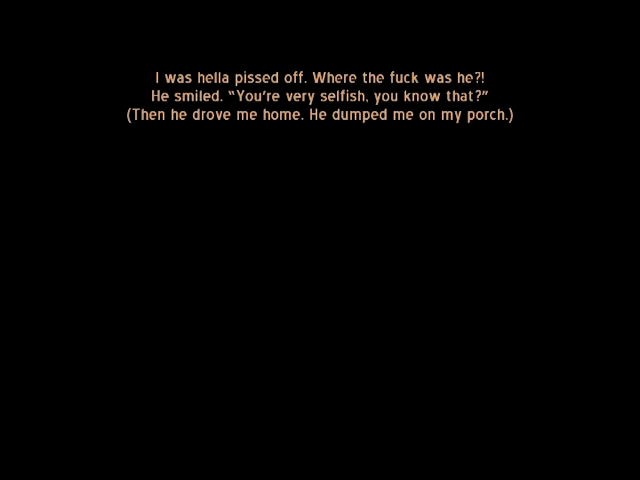 I was hella pissed off. Where the fuck was he?!
He smiled. “You're very selfish, you know that?”
(Then he drove me home. He dumped me on my porch.)